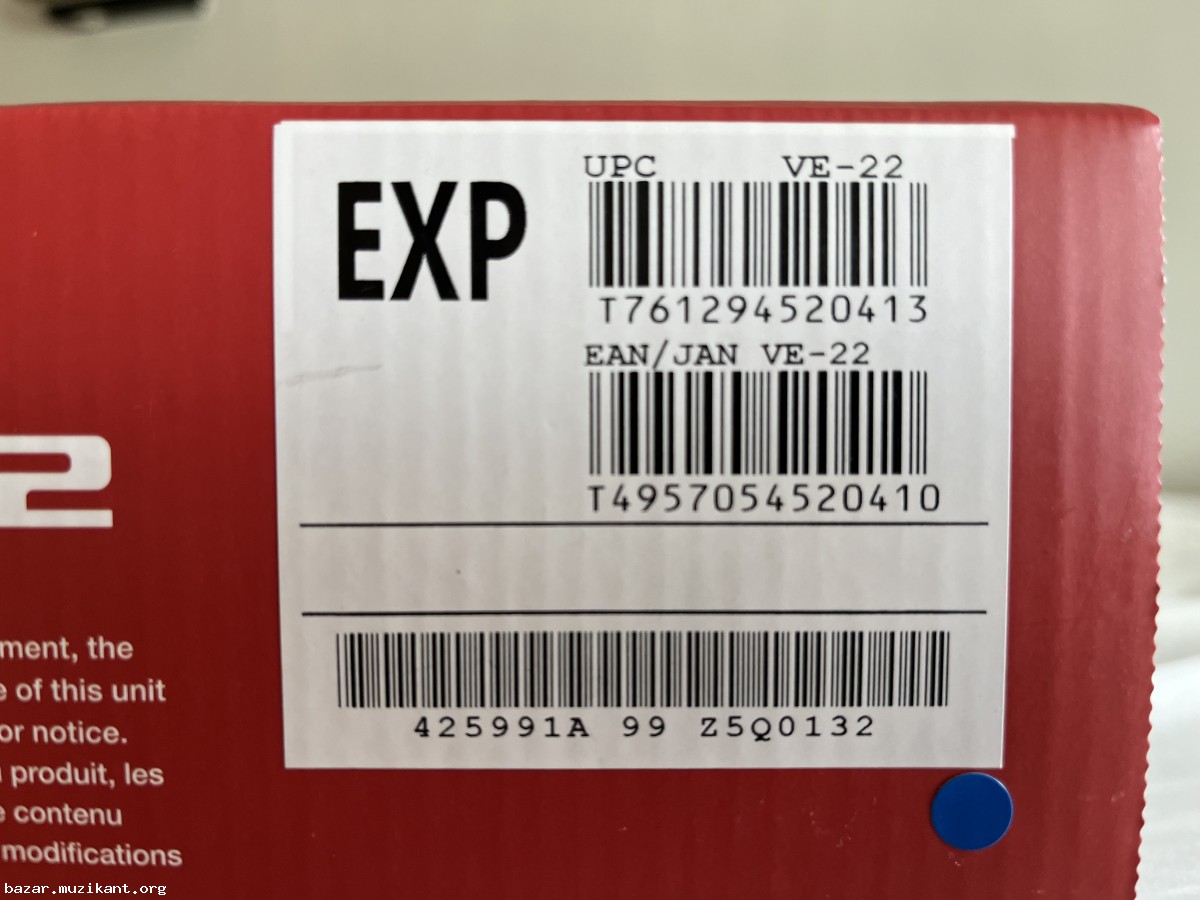 EXP
UPC VE-22
T761294520413
EAN/JAN VE-22
T4957054520410
425991A 99 Z5Q0132
2
ment, the
e of this unit
or notice.
produit, les
e contenu
modifications
bazar.muzikant.org